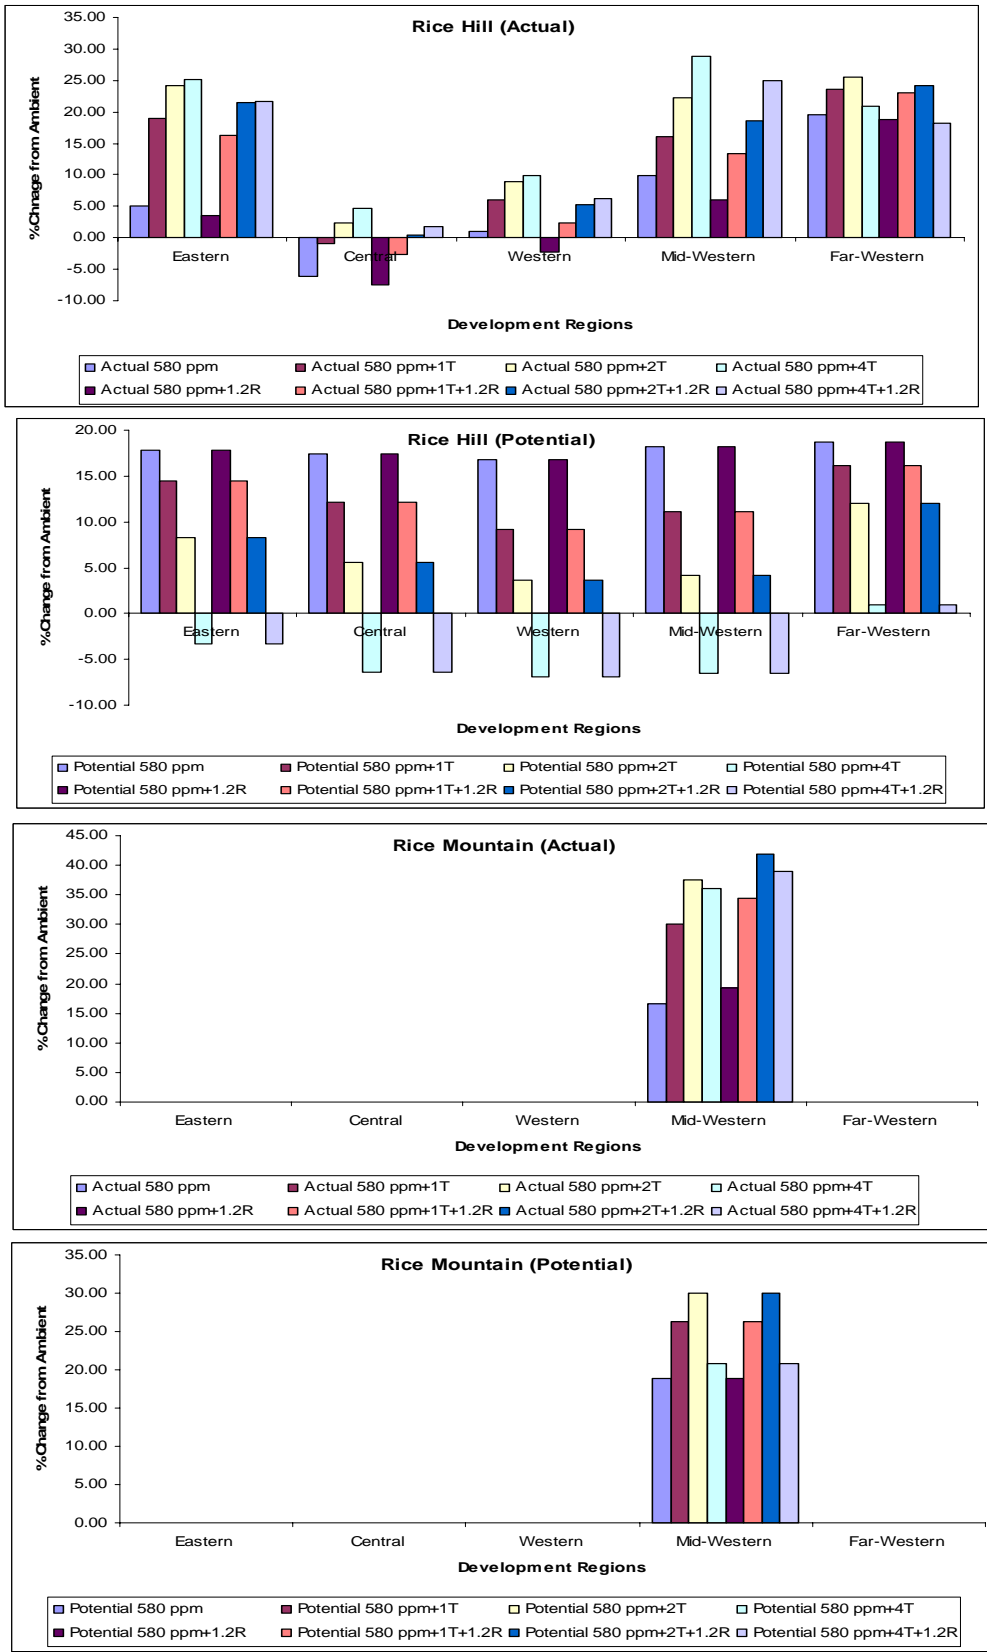 Rice Hill (Actual)
35.00
30.00
25.00
20.00
15.00
10.00
5.00
0.00
-5.00
-10.00
%Chnage from Ambient
Eastern Central Western Mid-Western Far-Western
Development Regions
Actual 580 ppm Actual 580 ppm+1T Actual 580 ppm+2T Actual 580 ppm+4T
Actual 580 ppm+1.2R Actual 580 ppm+1T+1.2R Actual 580 ppm+2T+1.2R Actual 580 ppm+4T+1.2R
Rice Hill (Potential)
20.00
15.00
10.00
5.00
0.00
-5.00
-10.00
%Change from Ambient
Eastern Central Western Mid-Western Far-Western
Development Regions
Potential 580 ppm Potential 580 ppm+1T Potential 580 ppm+2T Potential 580 ppm+4T
Potential 580 ppm+1.2R Potential 580 ppm+1T+1.2R Potential 580 ppm+2T+1.2R Potential 580 ppm+4T+1.2R
Rice Mountain (Actual)
45.00
40.00
35.00
30.00
25.00
20.00
15.00
10.00
5.00
0.00
%Change from Ambient
Eastern Central Western Mid-Western Far-Western
Development Regions
Actual 580 ppm Actual 580 ppm+1T Actual 580 ppm+2T Actual 580 ppm+4T
Actual 580 ppm+1.2R Actual 580 ppm+1T+1.2R Actual 580 ppm+2T+1.2R Actual 580 ppm+4T+1.2R
Rice Mountain (Potential)
35.00
30.00
25.00
20.00
15.00
10.00
5.00
0.00
%Change from Ambient
Eastern Central Western Mid-Western Far-Western
Development Regions
Potential 580 ppm Potential 580 ppm+1T Potential 580 ppm+2T Potential 580 ppm+4T
Potential 580 ppm+1.2R Potential 580 ppm+1T+1.2R Potential 580 ppm+2T+1.2R Potential 580 ppm+4T+1.2R